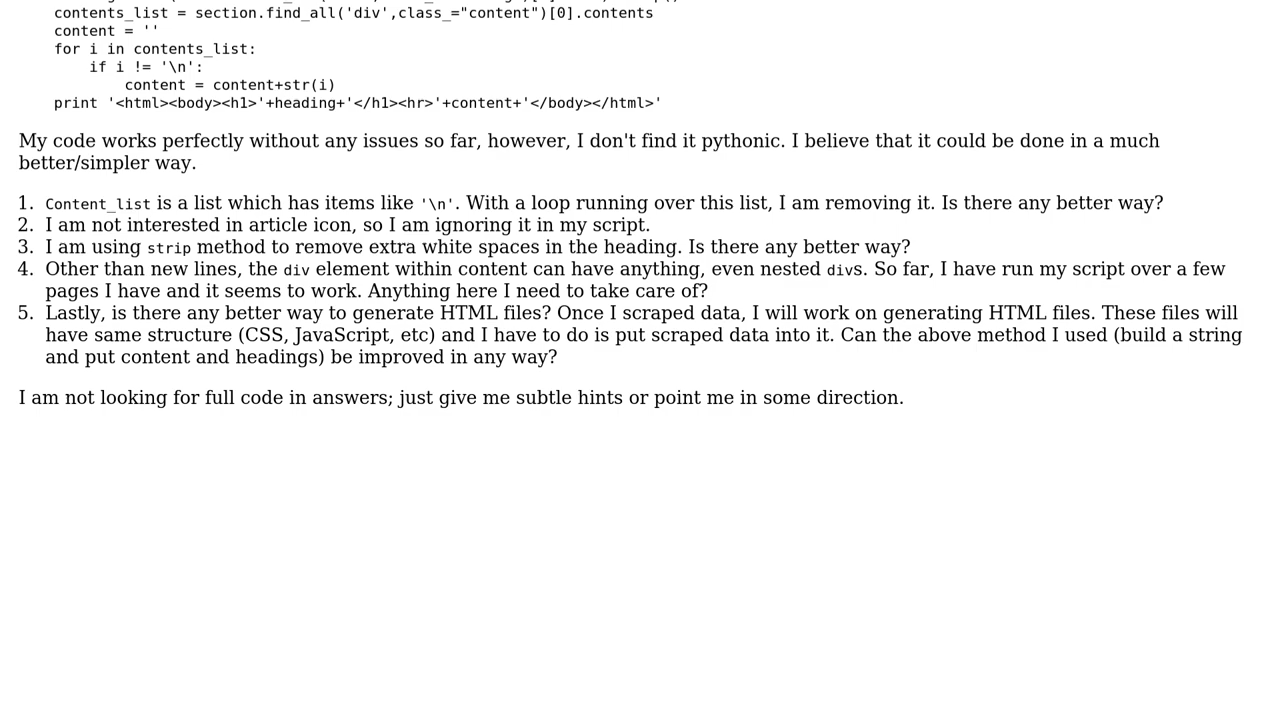 contents_list = section.find_all('div',class_="content")[0].contents
content = ''
for i in contents_list:
if i != '\n':
content = content+str(i)
print '<html><body><h1>'+heading+'</h1><hr>'+content+'</body></html>'
My code works perfectly without any issues so far, however, I don't find it pythonic. I believe that it could be done in a much
better/simpler way.
1. Content_list is a list which has items like '\n'. With a loop running over this list, I am removing it. Is there any better way?
2. I am not interested in article icon, so I am ignoring it in my script.
3. I am using strip method to remove extra white spaces in the heading. Is there any better way?
4. Other than new lines, the div element within content can have anything, even nested divs. So far, I have run my script over a few
pages I have and it seems to work. Anything here I need to take care of?
5. Lastly, is there any better way to generate HTML files? Once I scraped data, I will work on generating HTML files. These files will
have same structure (CSS, JavaScript, etc) and I have to do is put scraped data into it. Can the above method I used (build a string
and put content and headings) be improved in any way?
I am not looking for full code in answers; just give me subtle hints or point me in some direction.